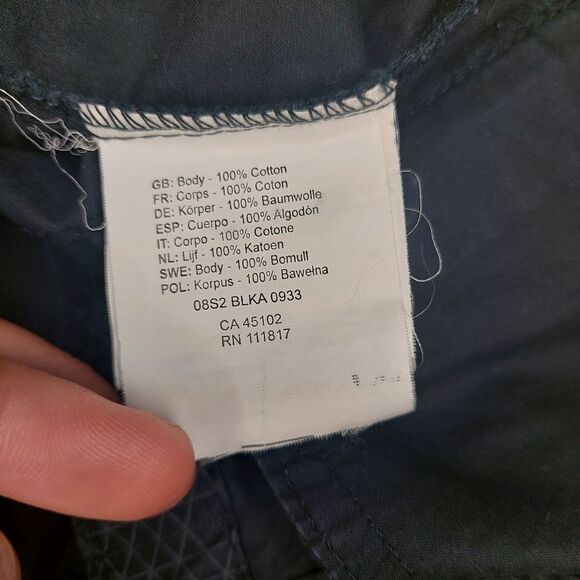 GB: Body - 100% Cotton
FR: Corps - 100% Coton
DE: Körper - 100% Baumwolle
ESP: Cuerpo - 100% Algodón
IT: Corpo - 100% Cotone
NL: Lijf - 100% Katoen
SWE: Body - 100% Bomull
POL: Korpus - 100% Bawełna
08S2 BLKA 0933
CA 45102
RN 111817